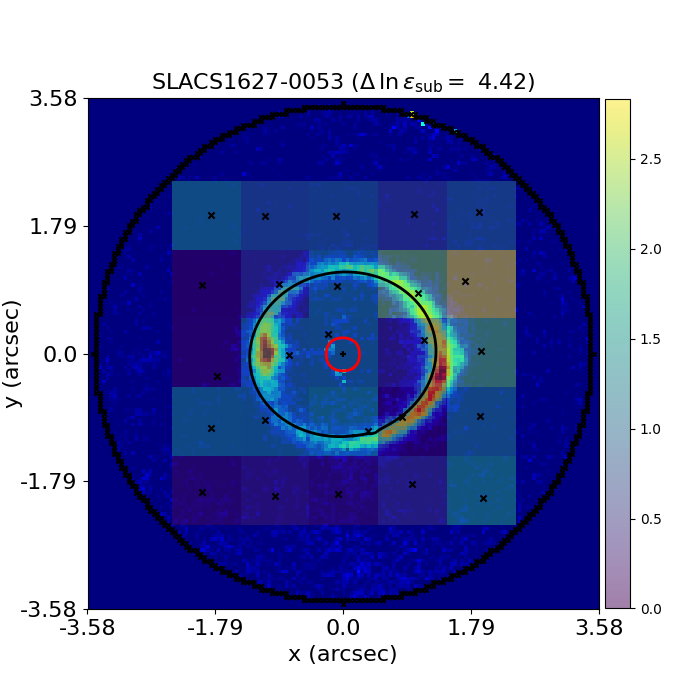 SLACS1627-0053 (Δ ln ε_sub = 4.42)
3.58
1.79
0.0
-1.79
-3.58
y (arcsec)
-3.58 -1.79 0.0 1.79 3.58
x (arcsec)
2.5
2.0
1.5
1.0
0.5
0.0